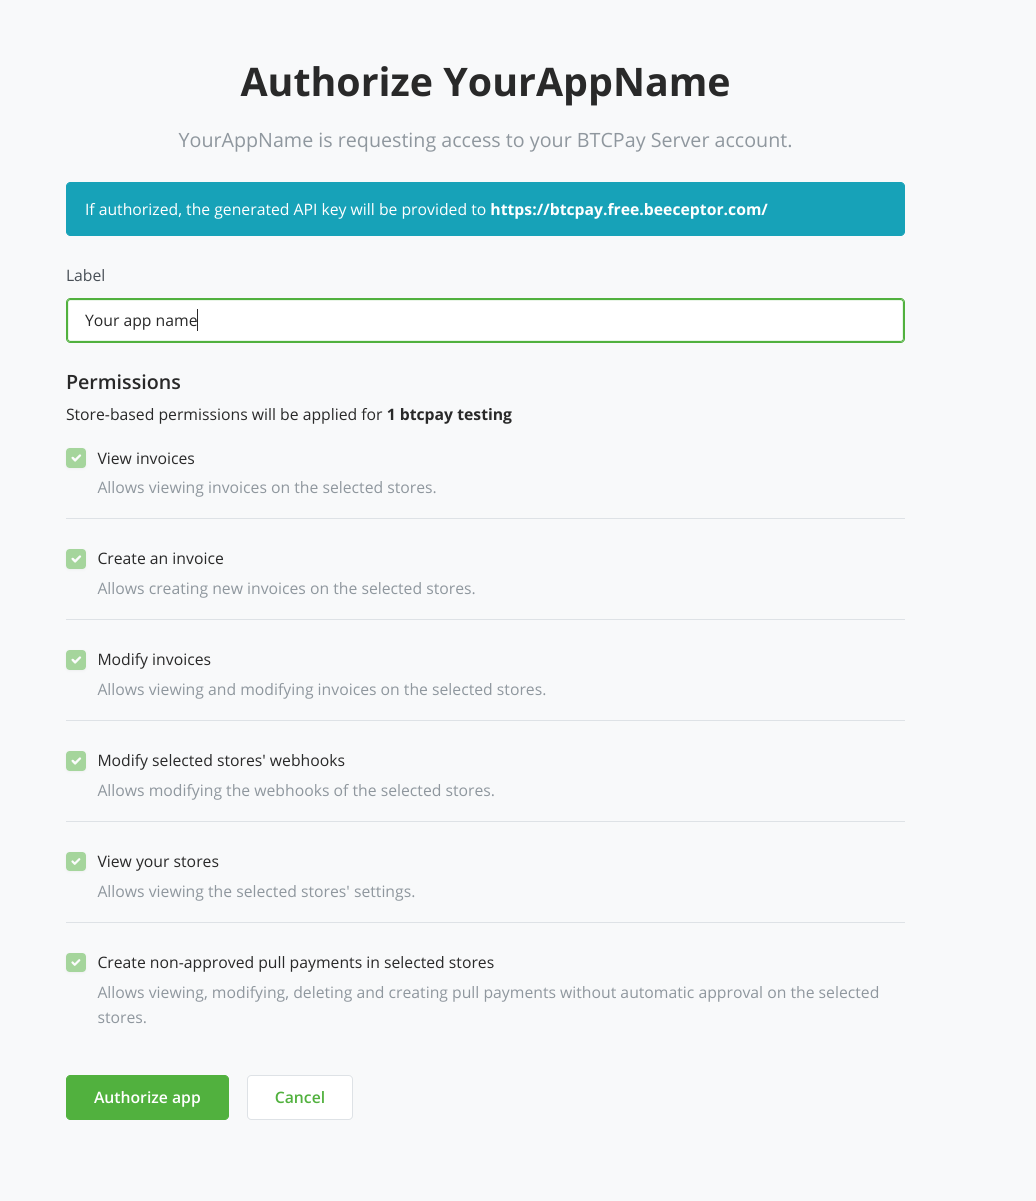 Authorize YourAppName
YourAppName is requesting access to your BTCPay Server account.
If authorized, the generated API key will be provided to https://btcpay.free.beeceptor.com/
Label
Your app name
Permissions
Store-based permissions will be applied for 1 btcpay testing
View invoices
Allows viewing invoices on the selected stores.
Create an invoice
Allows creating new invoices on the selected stores.
Modify invoices
Allows viewing and modifying invoices on the selected stores.
Modify selected stores' webhooks
Allows modifying the webhooks of the selected stores.
View your stores
Allows viewing the selected stores' settings.
Create non-approved pull payments in selected stores
Allows viewing, modifying, deleting and creating pull payments without automatic approval on the selected
stores.
Authorize app Cancel